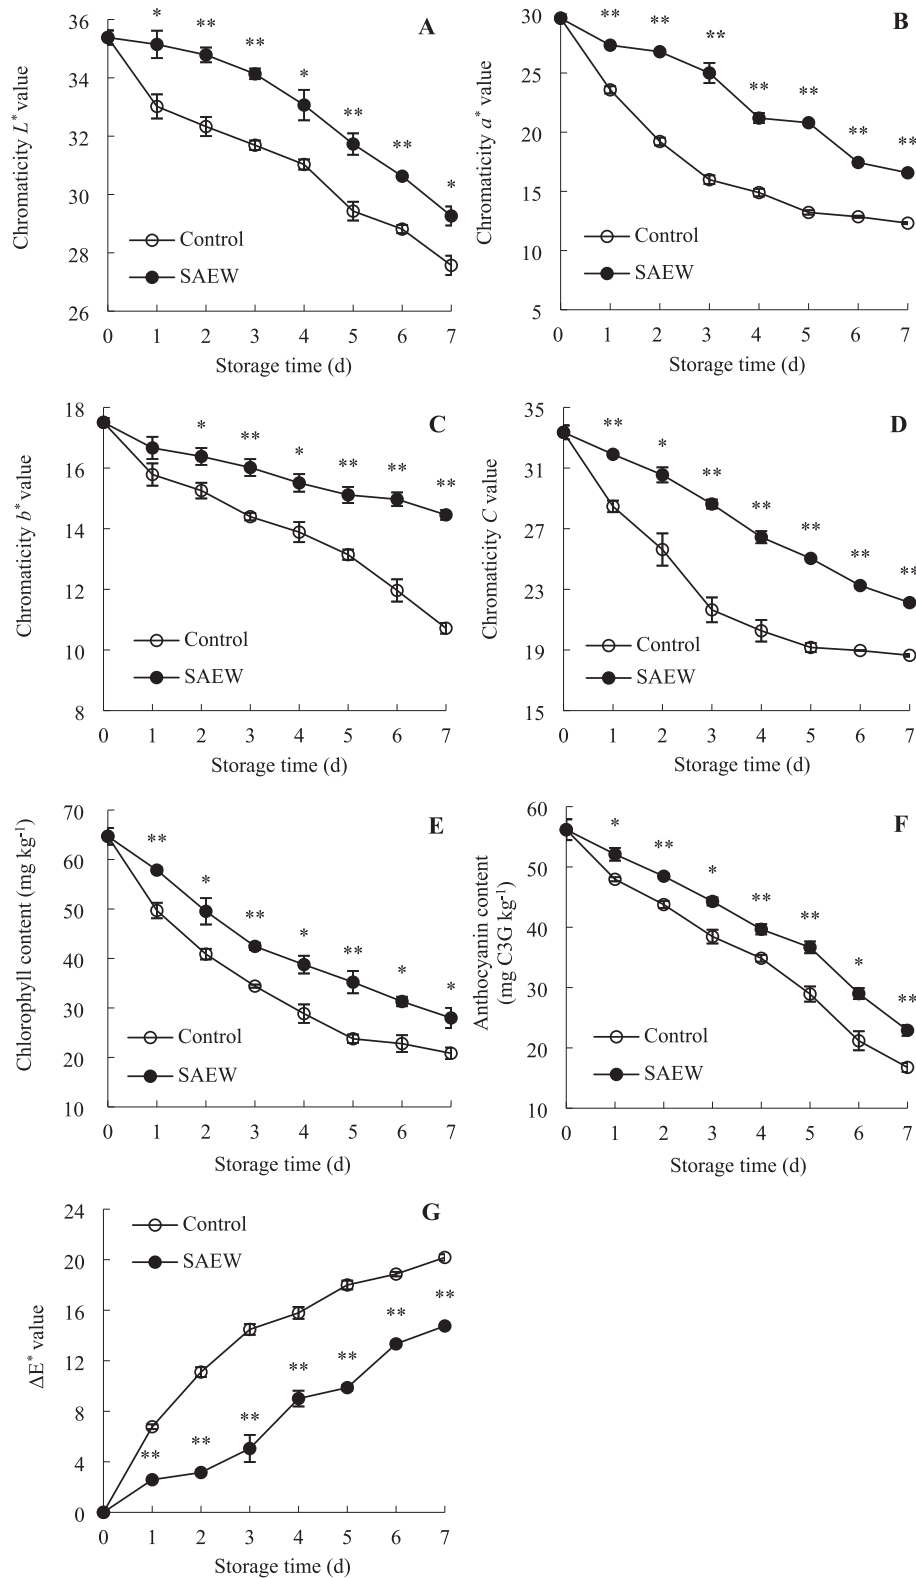 A
Chromaticity L* value
36
34
32
30
28
26
* ** ** * ** ** *
Control
SAEW
0 1 2 3 4 5 6 7
Storage time (d)
B
Chromaticity a* value
30
25
20
15
10
5
** ** ** ** ** ** **
Control
SAEW
0 1 2 3 4 5 6 7
Storage time (d)
C
Chromaticity b* value
18
16
14
12
10
8
* ** * ** ** **
Control
SAEW
0 1 2 3 4 5 6 7
Storage time (d)
D
Chromaticity C value
35
31
27
23
19
15
** * ** ** ** ** **
Control
SAEW
0 1 2 3 4 5 6 7
Storage time (d)
E
Chlorophyll content (mg kg-1)
70
60
50
40
30
20
10
** * ** * ** * *
Control
SAEW
0 1 2 3 4 5 6 7
Storage time (d)
F
Anthocyanin content
(mg C3G kg-1)
60
50
40
30
20
10
* ** * ** ** * **
Control
SAEW
0 1 2 3 4 5 6 7
Storage time (d)
G
ΔE* value
24
20
16
12
8
4
0
Control
SAEW
** ** ** ** ** ** **
0 1 2 3 4 5 6 7
Storage time (d)